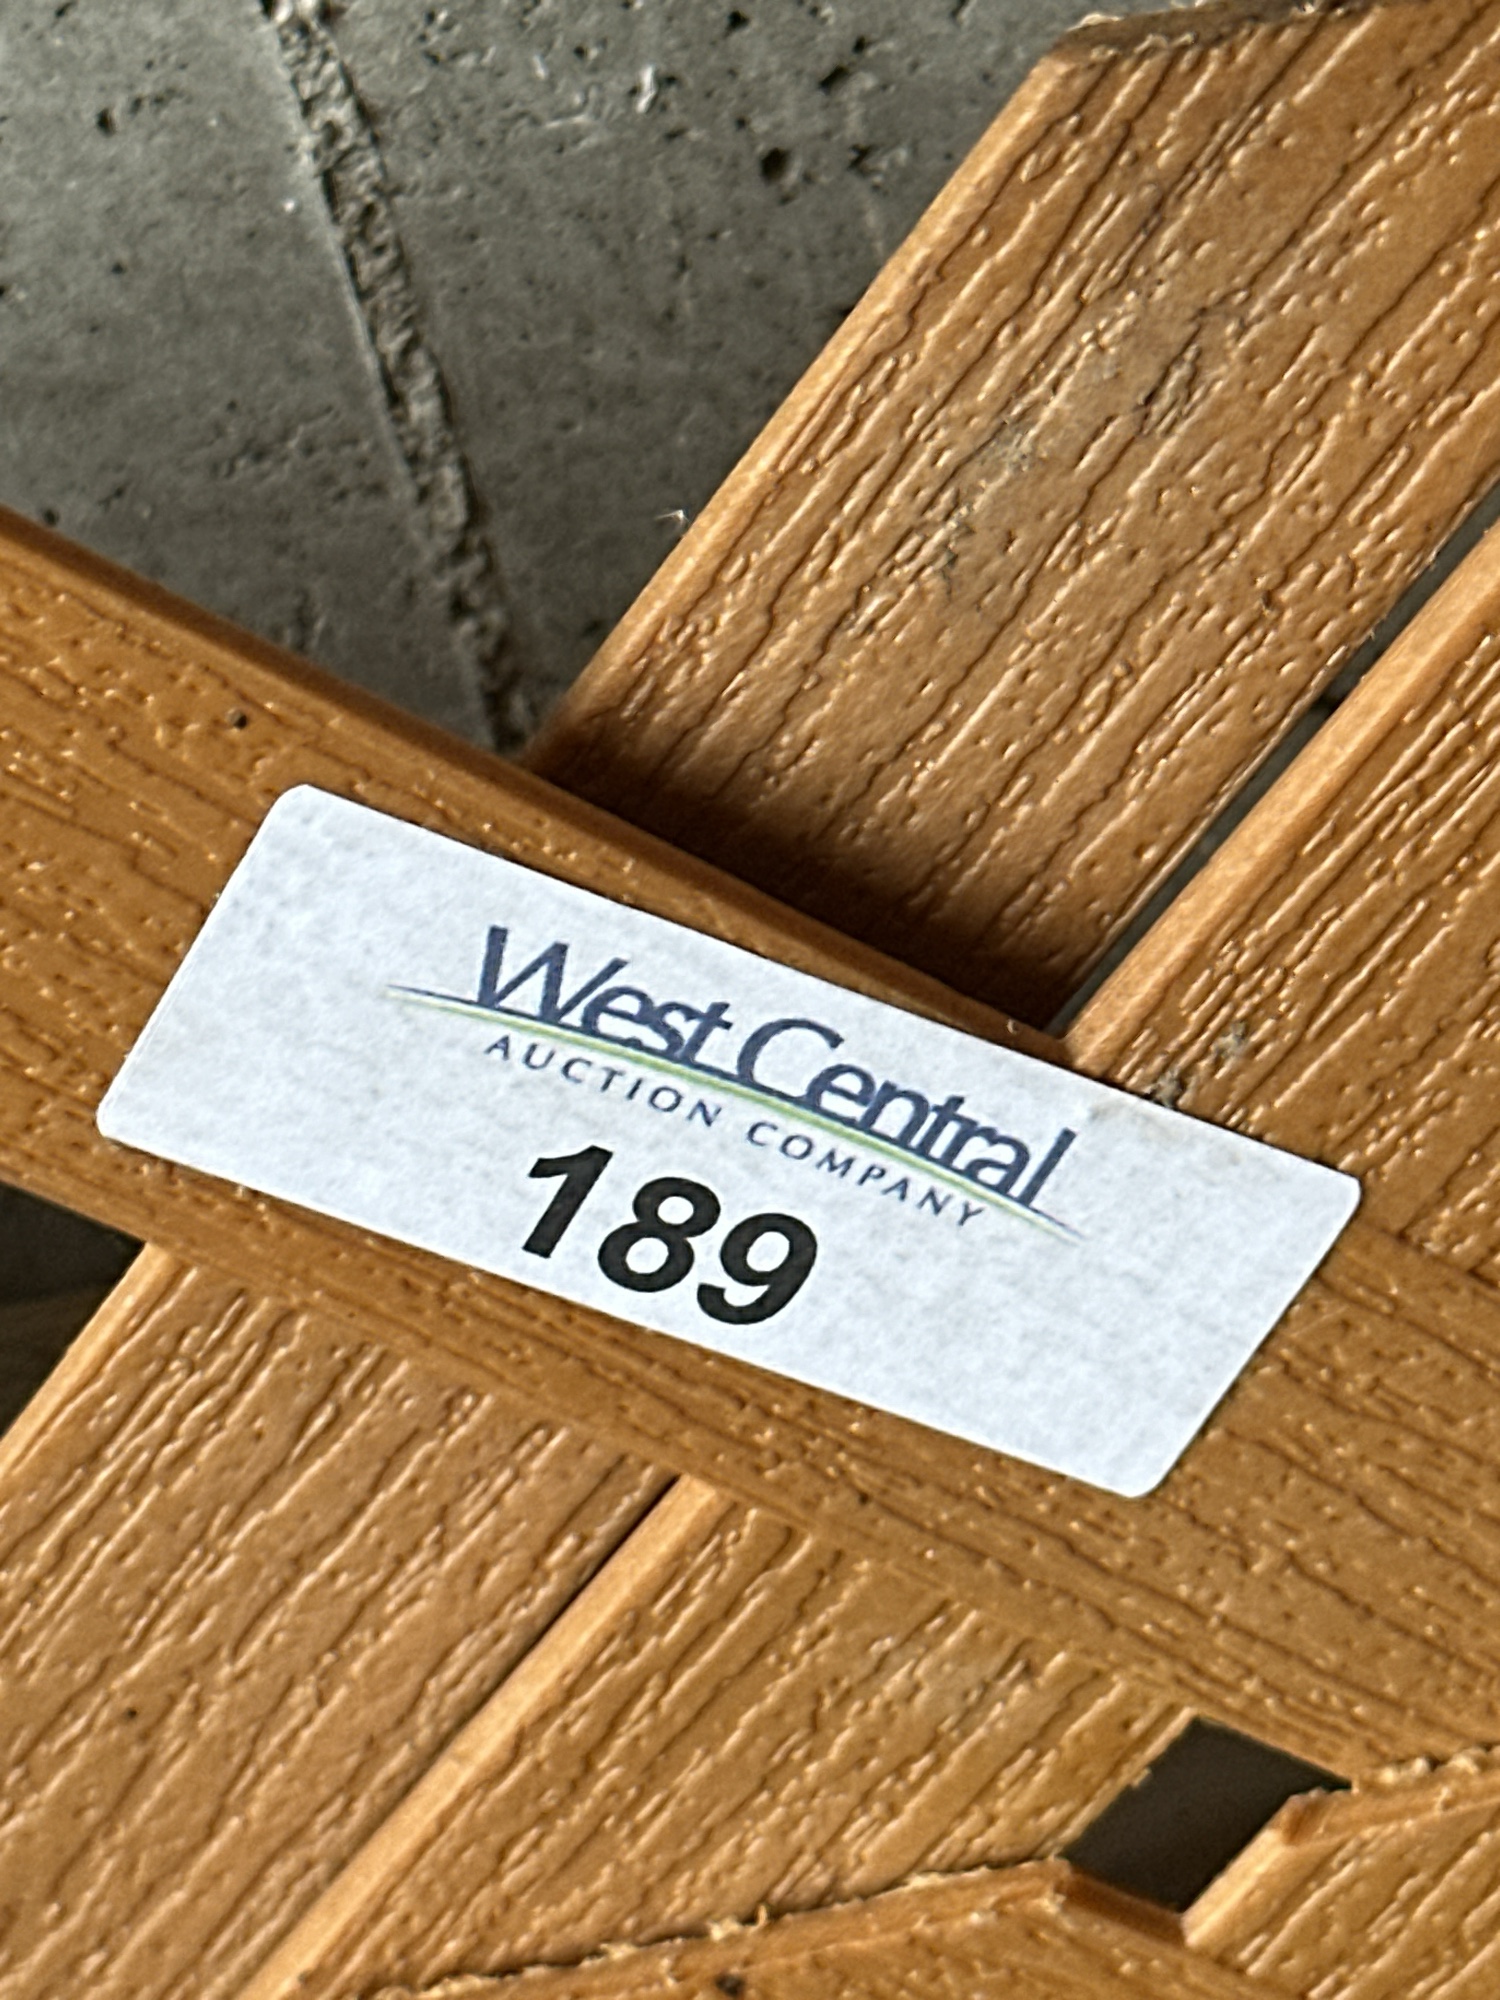 West Central
AUCTION COMPANY
189